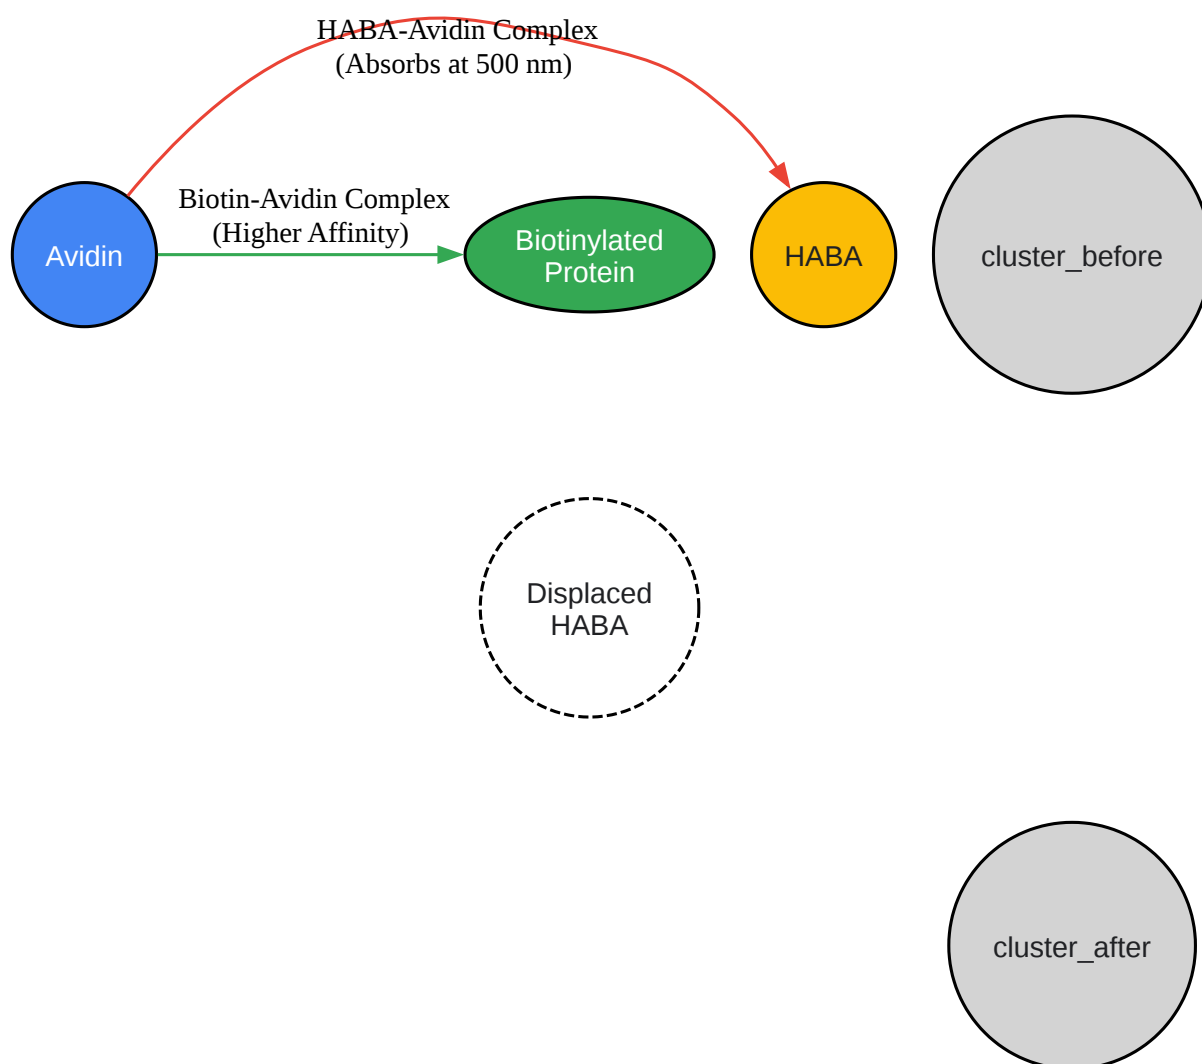 HABA-Avidin Complex
(Absorbs at 500 nm)
Biotin-Avidin Complex
(Higher Affinity)
Avidin
Biotinylated
Protein
HABA
cluster_before
Displaced
HABA
cluster_after